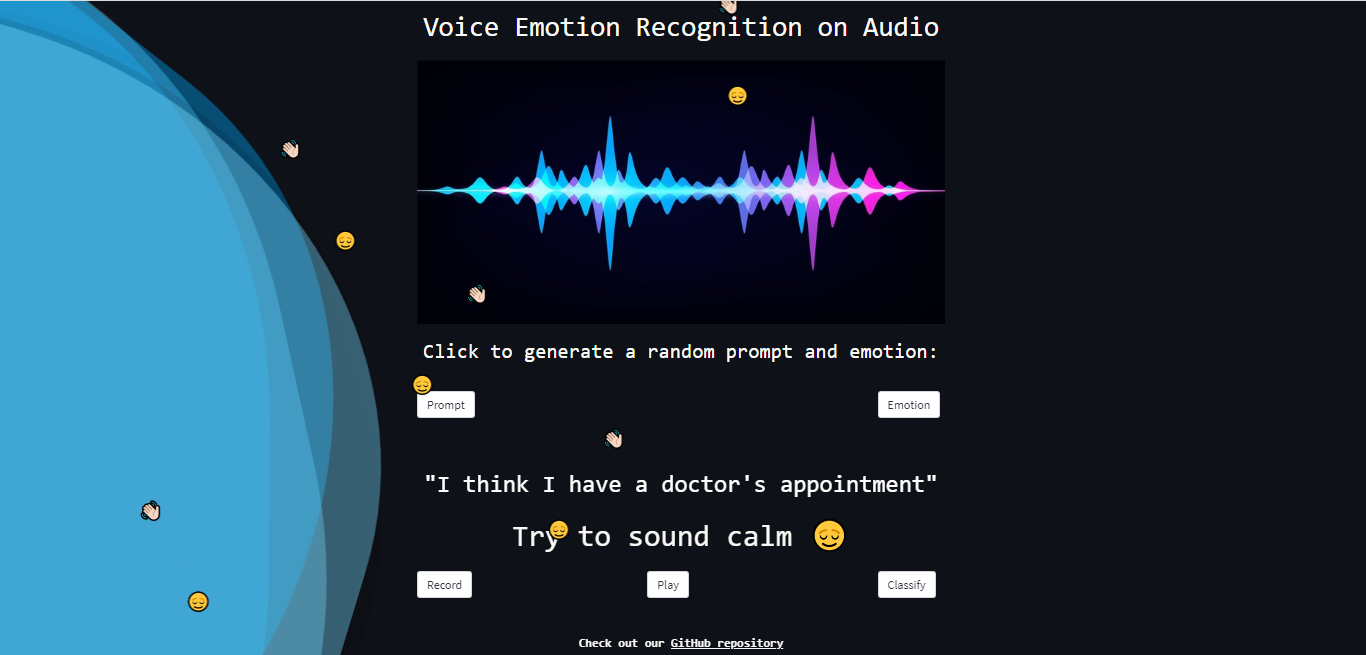 Voice Emotion Recognition on Audio
Click to generate a random prompt and emotion:
Prompt
Emotion
"I think I have a doctor's appointment"
Try to sound calm 😌
Record
Play
Classify
Check out our GitHub repository